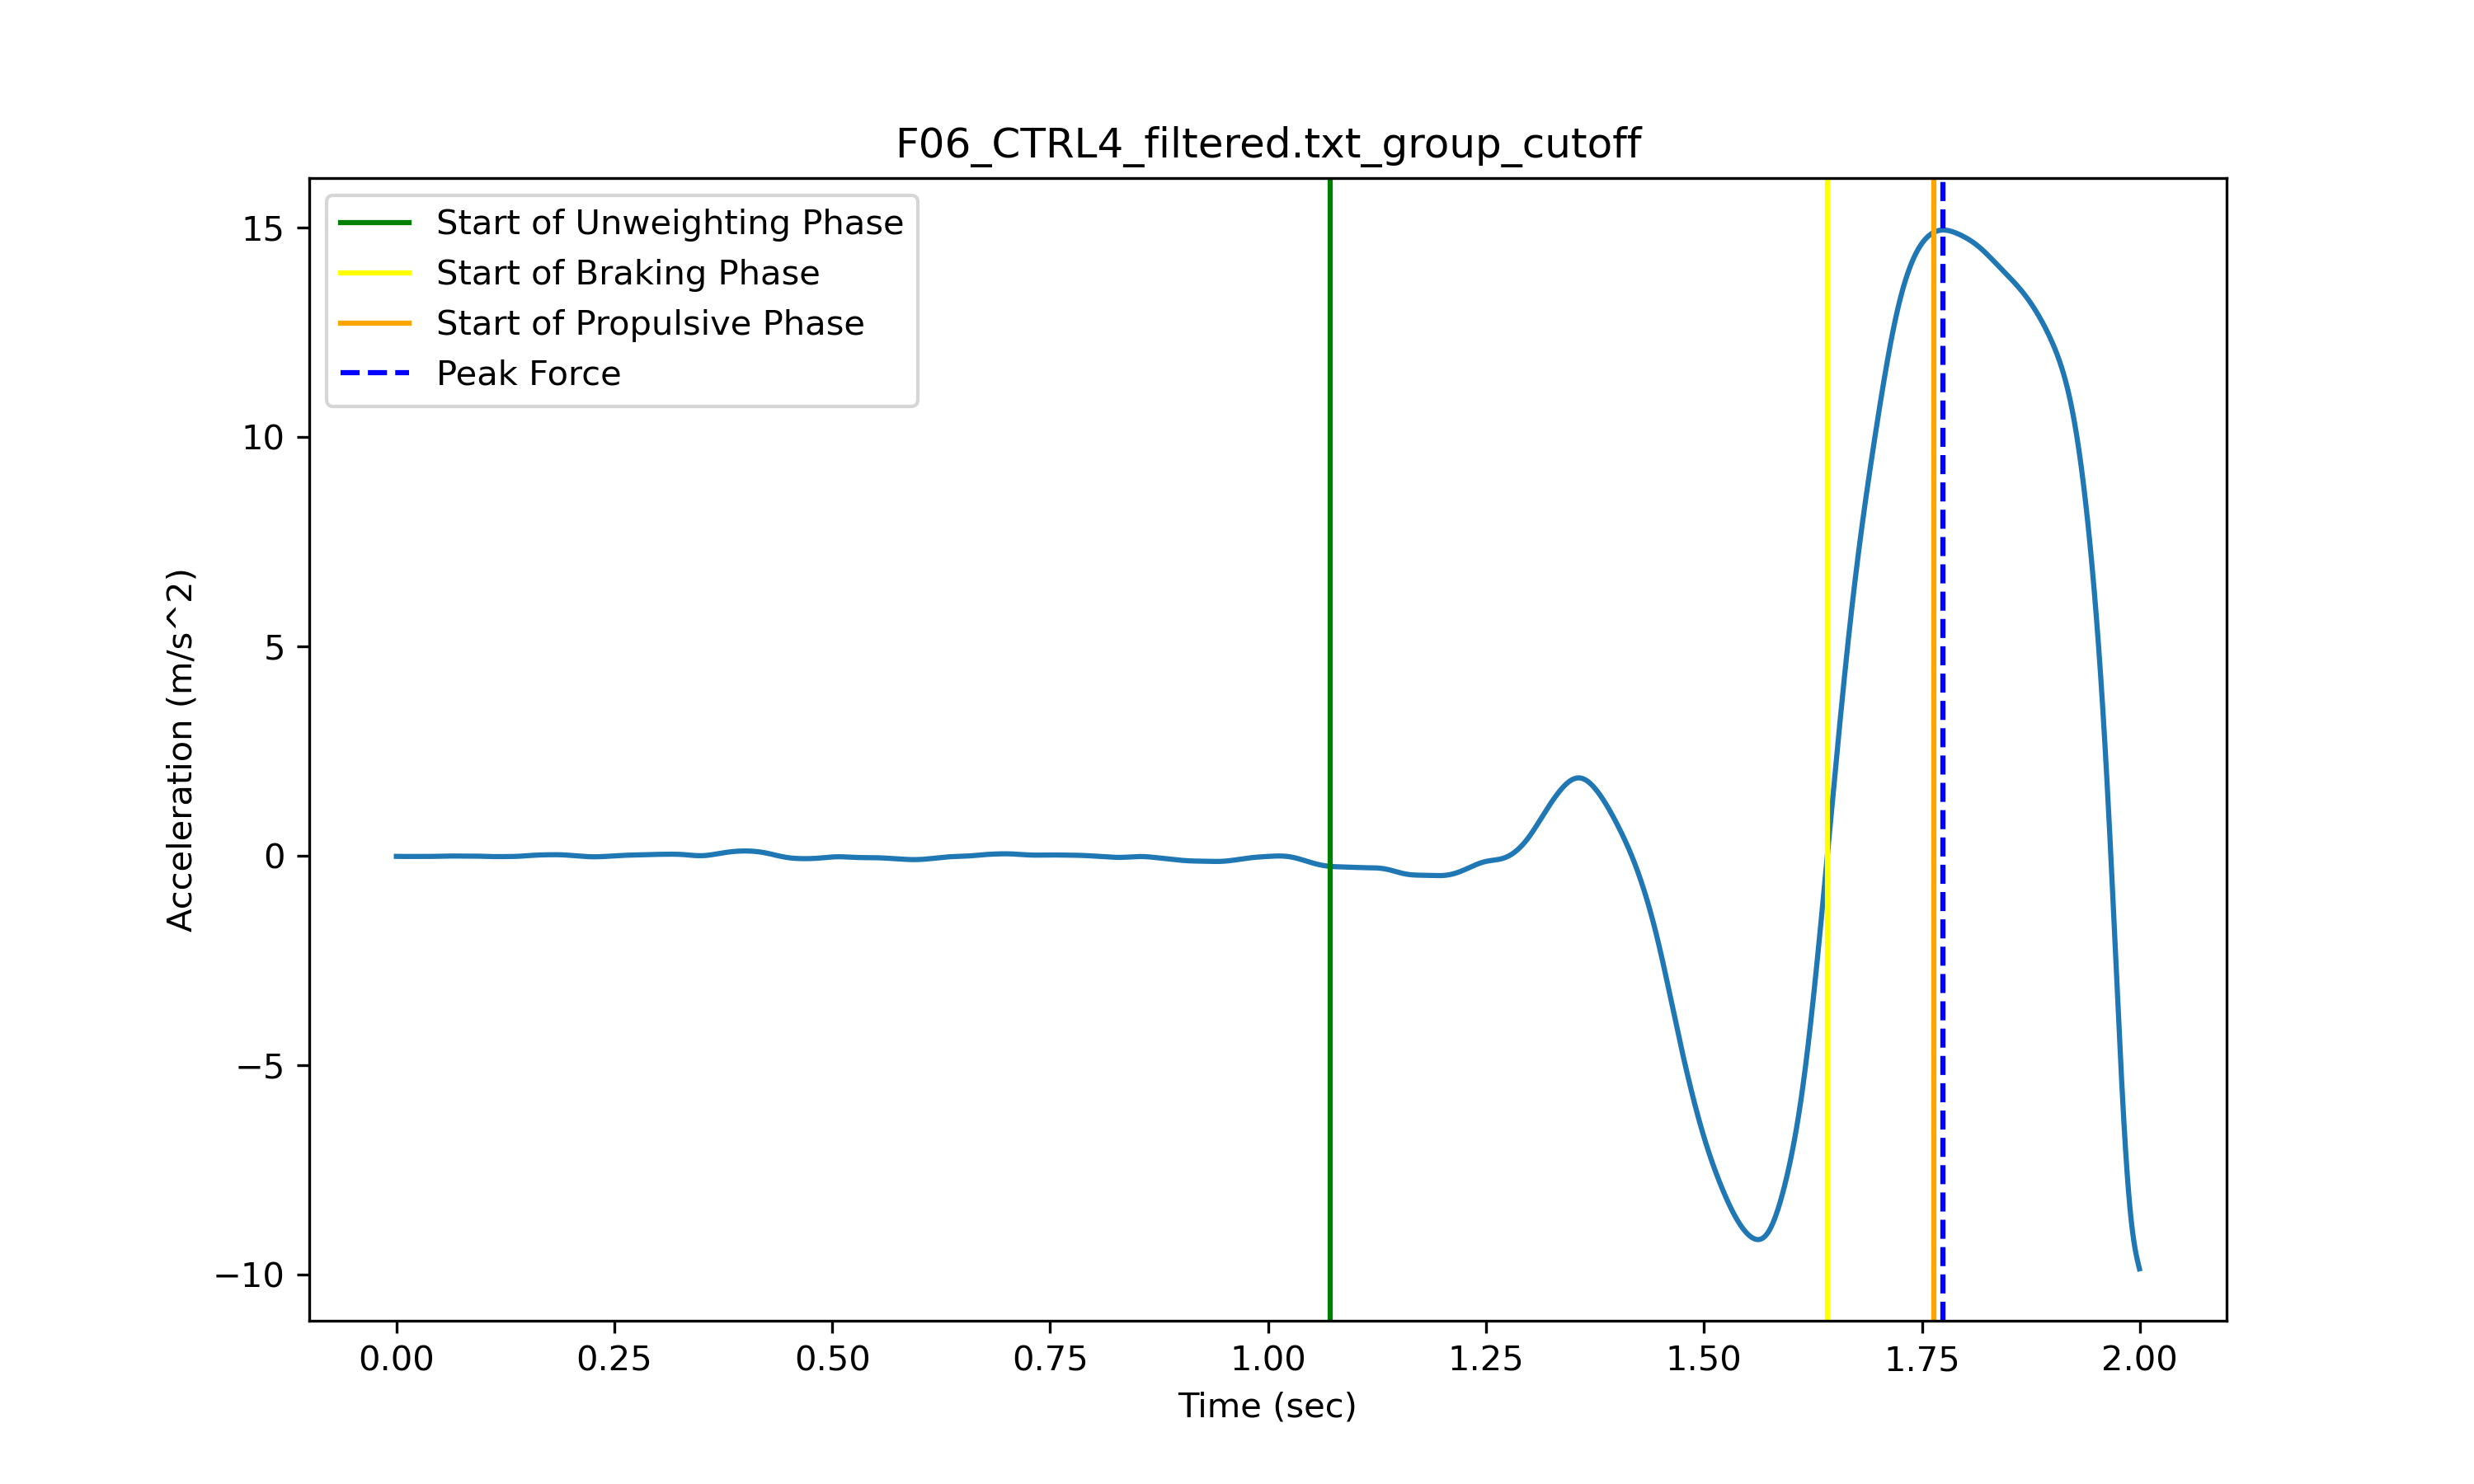 F06_CTRL4_filtered.txt_group_cutoff
Start of Unweighting Phase
Start of Braking Phase
Start of Propulsive Phase
Peak Force
15
10
5
0
−5
−10
Acceleration (m/s^2)
0.00 0.25 0.50 0.75 1.00 1.25 1.50 1.75 2.00
Time (sec)